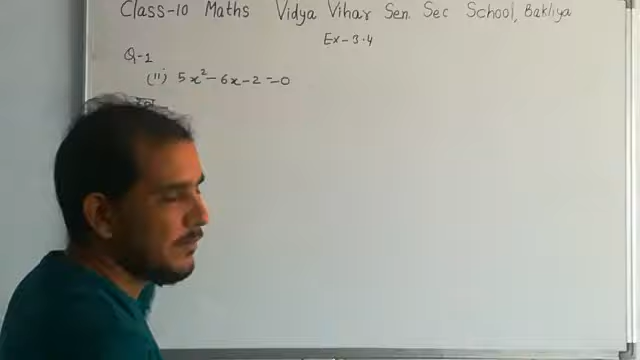 Class-10 Maths Vidya Vihar Sen. Sec School, Bakliya
Ex-3.4
Q-1
(ii) 5x²-6x-2=0